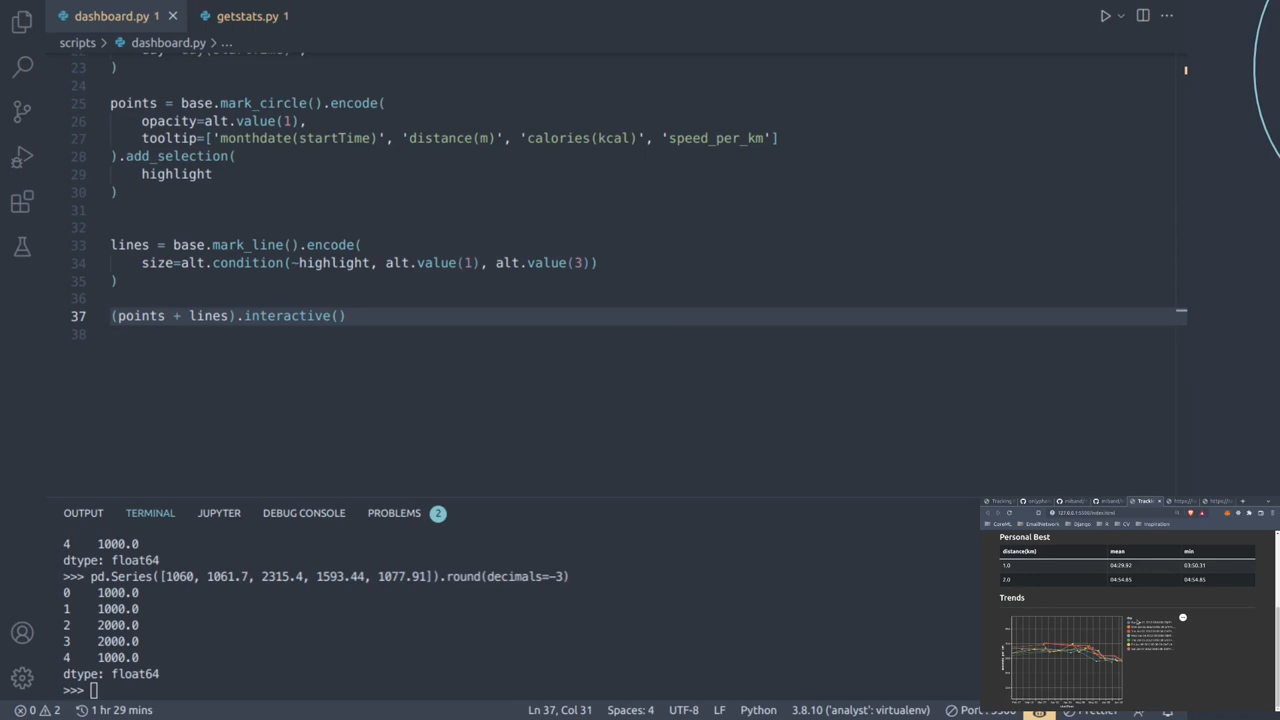 dashboard.py 1
getstats.py 1
scripts > dashboard.py > ...
23 )
24
25 points = base.mark_circle().encode(
26 opacity=alt.value(1),
27 tooltip=['monthdate(startTime)', 'distance(m)', 'calories(kcal)', 'speed_per_km']
28 ).add_selection(
29 highlight
30 )
31
32
33 lines = base.mark_line().encode(
34 size=alt.condition(~highlight, alt.value(1), alt.value(3))
35 )
36
37 (points + lines).interactive()
38
OUTPUT TERMINAL JUPYTER DEBUG CONSOLE PROBLEMS 2
4 1000.0
dtype: float64
>>> pd.Series([1060, 1061.7, 2315.4, 1593.44, 1077.91]).round(decimals=-3)
0 1000.0
1 1000.0
2 2000.0
3 2000.0
4 1000.0
dtype: float64
>>>
CoreML EmailNetwork Django R CV Inspiration
Personal Best
distance(km) mean min
1.0 04:29.92 03:50.31
2.0 04:54.85 04:54.85
Trends
0 2 1 hr 29 mins Ln 37, Col 31 Spaces: 4 UTF-8 LF Python 3.8.10 ('analyst': virtualenv)